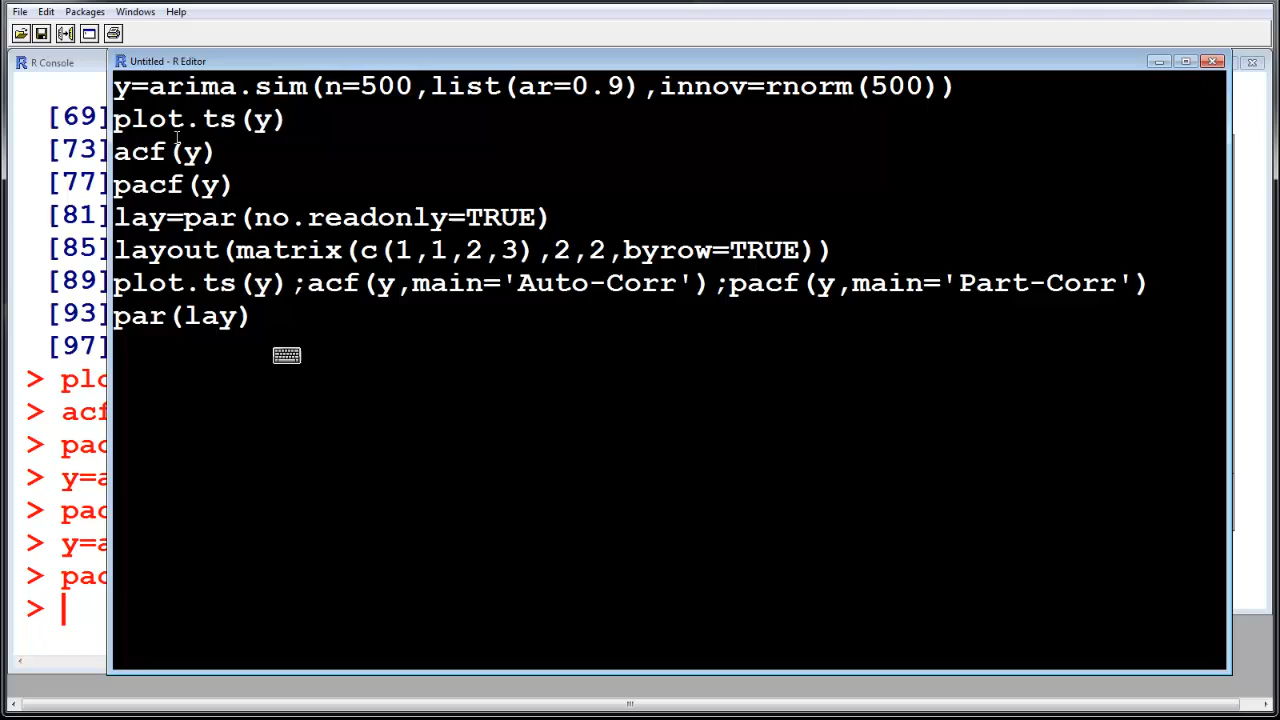 File Edit Packages Windows Help
R Console
Untitled - R Editor
y=arima.sim(n=500,list(ar=0.9),innov=rnorm(500))
plot.ts(y)
acf(y)
pacf(y)
lay=par(no.readonly=TRUE)
layout(matrix(c(1,1,2,3),2,2,byrow=TRUE))
plot.ts(y);acf(y,main='Auto-Corr');pacf(y,main='Part-Corr')
par(lay)
[69]
[73]
[77]
[81]
[85]
[89]
[93]
[97]
> plo
> acf
> pac
> y=a
> pac
> y=a
> pac
>